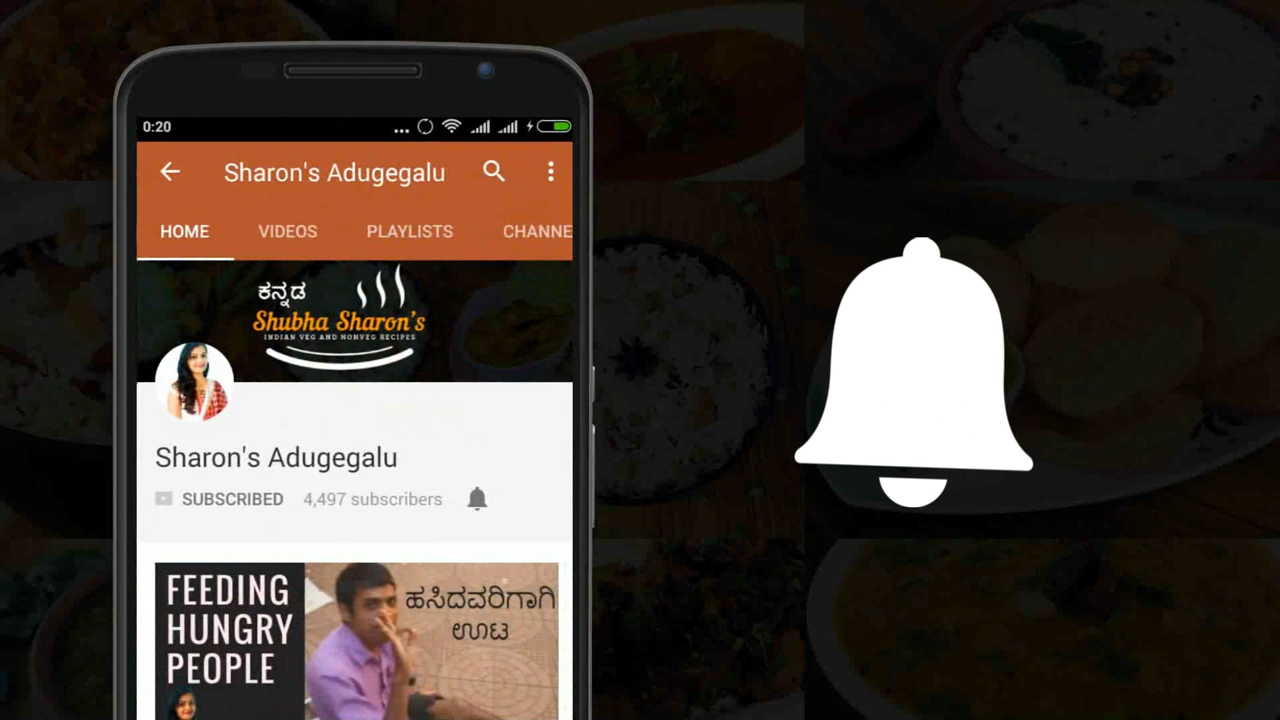 0:20
Sharon's Adugegalu
HOME VIDEOS PLAYLISTS CHANNE
ಕನ್ನಡ
Shubha Sharon's
INDIAN VEG AND NONVEG RECIPES
Sharon's Adugegalu
SUBSCRIBED 4,497 subscribers
FEEDING
HUNGRY
PEOPLE
ಹಸಿದವರಿಗಾಗಿ
ಊಟ